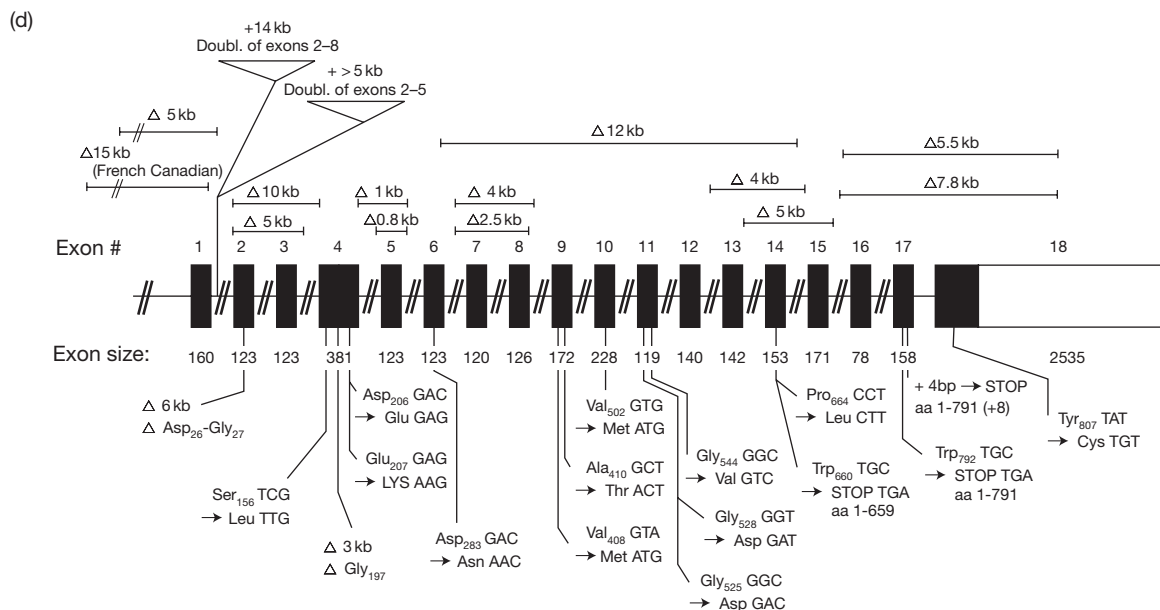 (d)
+14 kb
Doubl. of exons 2–8
+ > 5 kb
Doubl. of exons 2–5
△ 5 kb
△ 12 kb
△15 kb
(French Canadian)
△5.5 kb
△ 10 kb
△ 1 kb
△ 4 kb
△ 4 kb
△7.8 kb
△ 5 kb
△0.8 kb
△2.5 kb
△ 5 kb
Exon # 1 2 3 4 5 6 7 8 9 10 11 12 13 14 15 16 17 18
Exon size: 160 123 123 381 123 123 120 126 172 228 119 140 142 153 171 78 158 2535
△ 6 kb
△ Asp26-Gly27
Ser156 TCG
→ Leu TTG
△ 3 kb
△ Gly197
Asp206 GAC
→ Glu GAG
Glu207 GAG
→ LYS AAG
Asp283 GAC
→ Asn AAC
Val502 GTG
→ Met ATG
Ala410 GCT
→ Thr ACT
Val408 GTA
→ Met ATG
Gly544 GGC
→ Val GTC
Gly528 GGT
→ Asp GAT
Gly525 GGC
→ Asp GAC
Pro664 CCT
→ Leu CTT
Trp660 TGC
→ STOP TGA
aa 1-659
+ 4bp → STOP
aa 1-791 (+8)
Trp792 TGC
→ STOP TGA
aa 1-791
Tyr807 TAT
→ Cys TGT